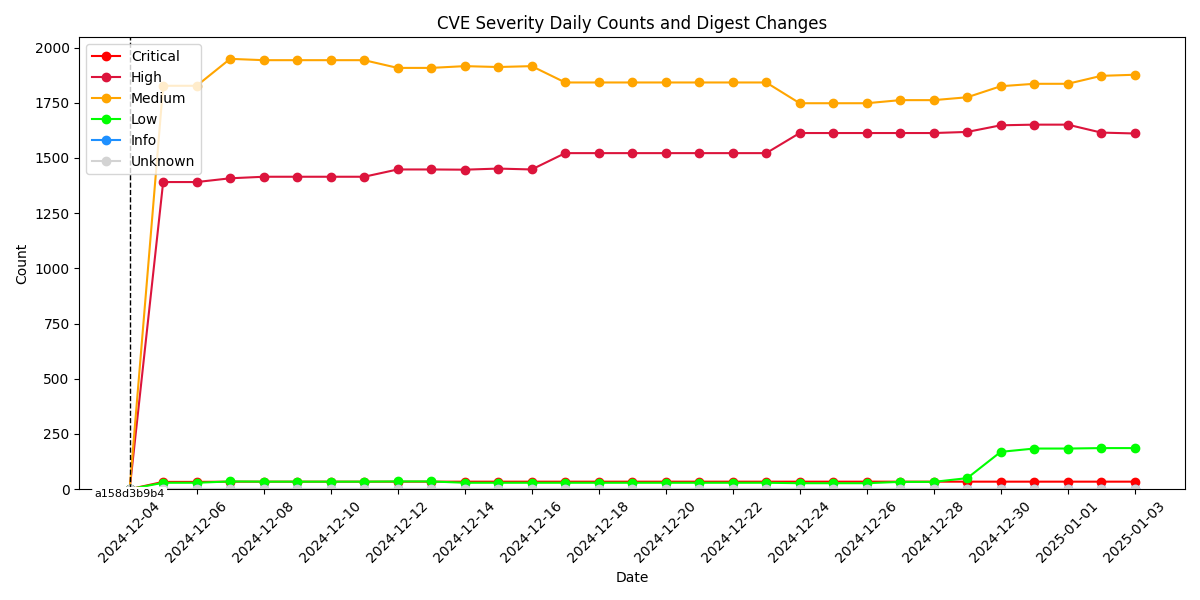 CVE Severity Daily Counts and Digest Changes
Critical
High
Medium
Low
Info
Unknown
2000
1750
1500
1250
1000
750
500
250
0
Count
a158d3b9b4
2024-12-04
2024-12-06
2024-12-08
2024-12-10
2024-12-12
2024-12-14
2024-12-16
2024-12-18
2024-12-20
2024-12-22
2024-12-24
2024-12-26
2024-12-28
2024-12-30
2025-01-01
2025-01-03
Date